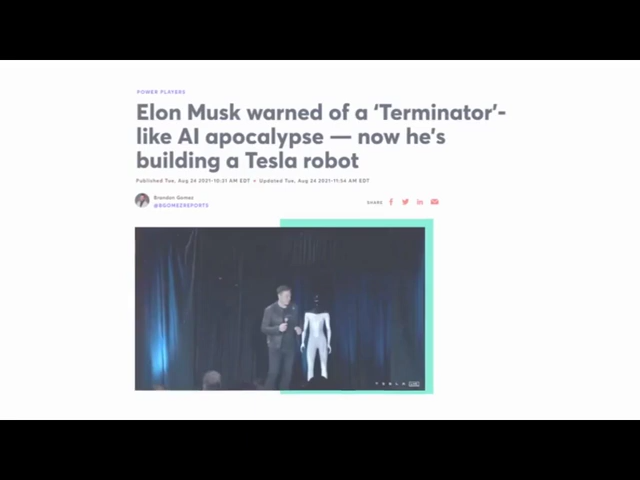 POWER PLAYERS
Elon Musk warned of a ‘Terminator’-
like AI apocalypse — now he’s
building a Tesla robot
Published Tue, Aug 24 2021·10:31 AM EDT • Updated Tue, Aug 24 2021·11:54 AM EDT
Brandon Gomez
@BGOMEZREPORTS
SHARE
TESLA